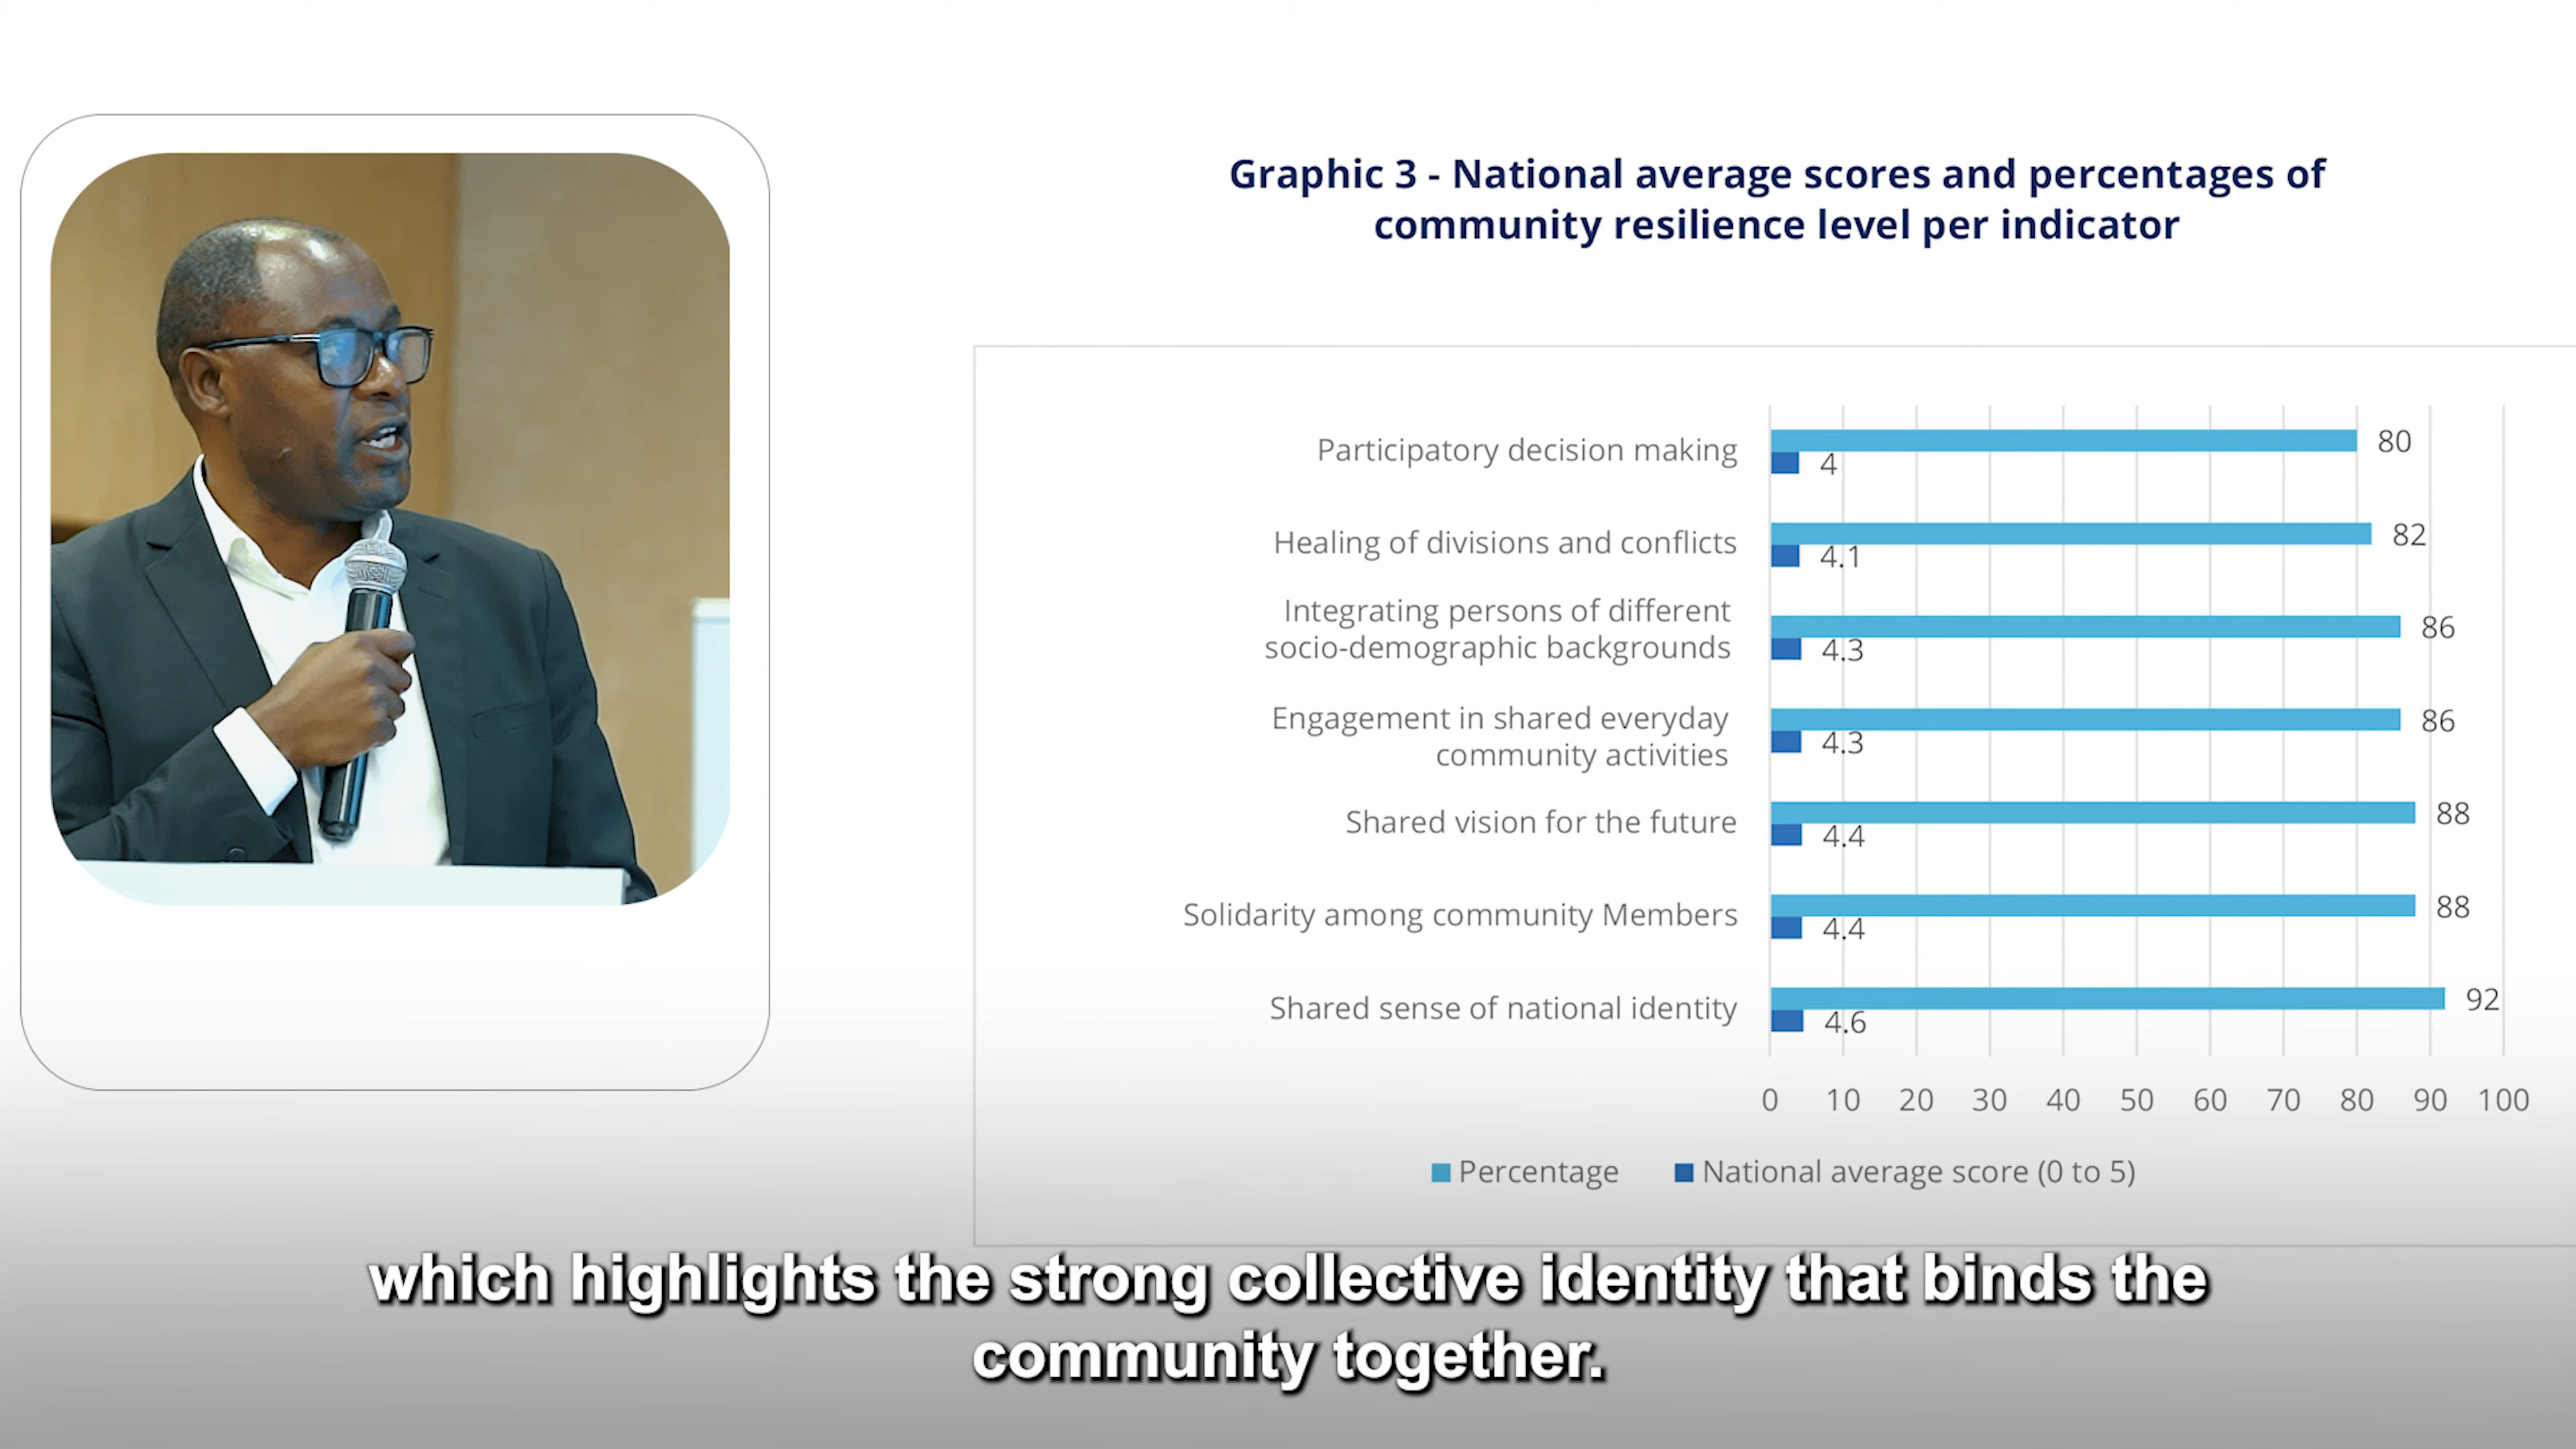 Graphic 3 - National average scores and percentages of
community resilience level per indicator
Participatory decision making
80
4
Healing of divisions and conflicts
82
4.1
Integrating persons of different
socio-demographic backgrounds
86
4.3
Engagement in shared everyday
community activities
86
4.3
Shared vision for the future
88
4.4
Solidarity among community Members
88
4.4
Shared sense of national identity
92
4.6
0 10 20 30 40 50 60 70 80 90 100
Percentage National average score (0 to 5)
which highlights the strong collective identity that binds the
community together.